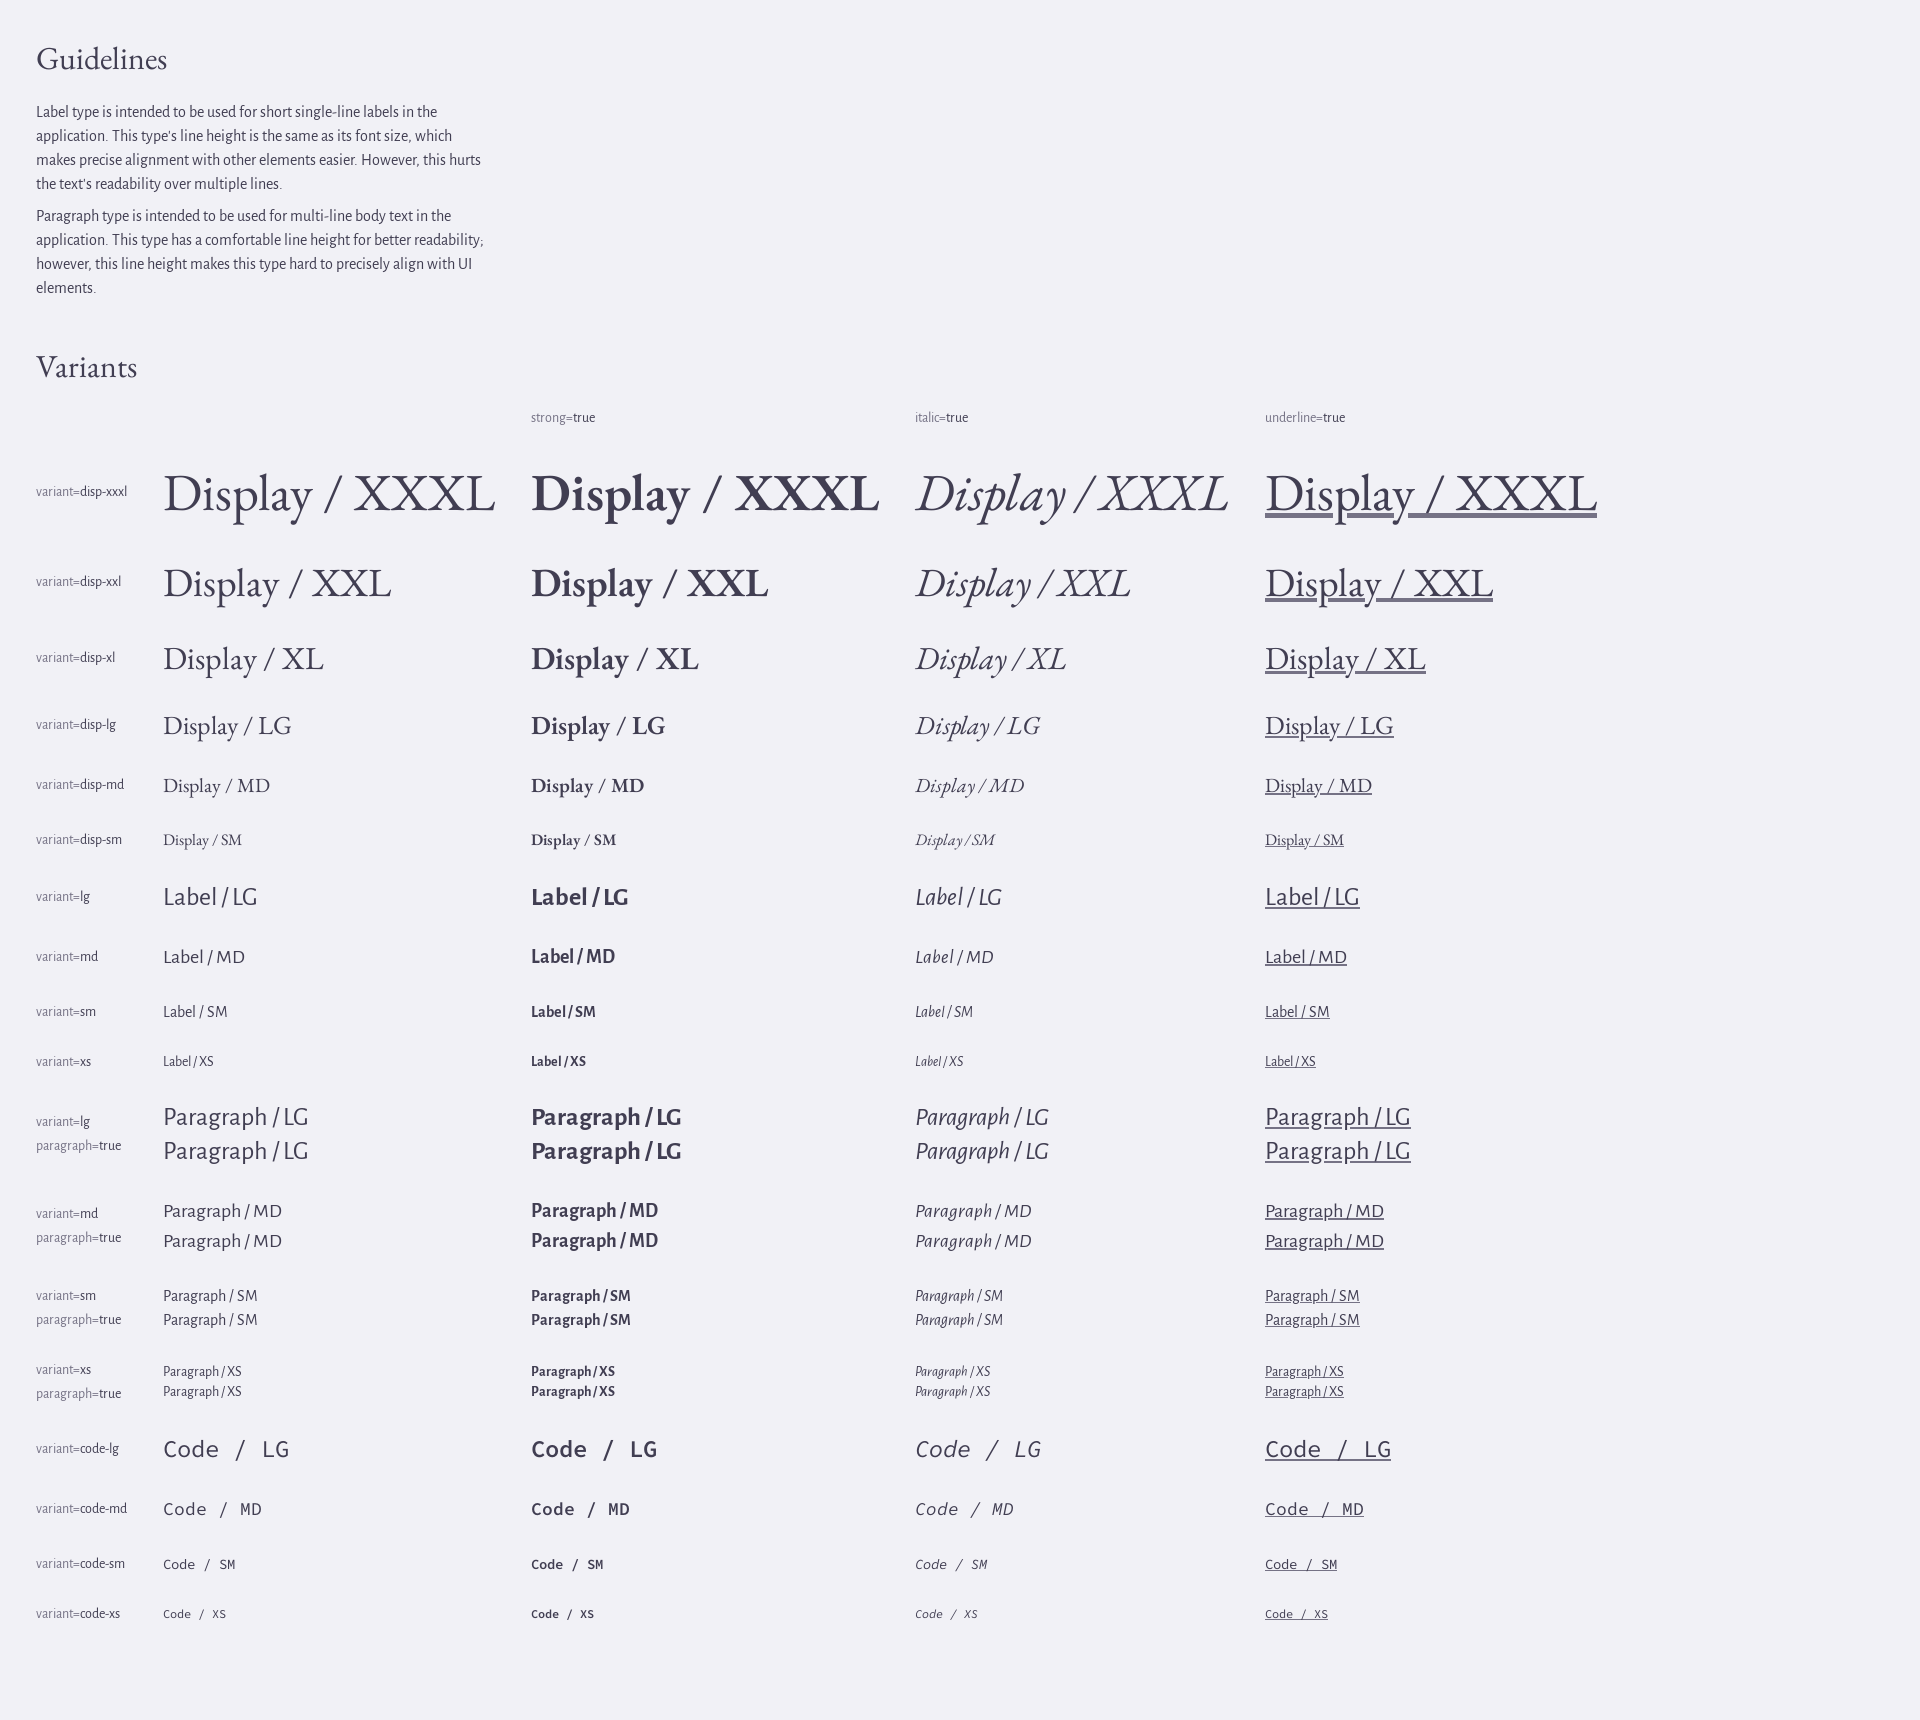 Guidelines
Label type is intended to be used for short single-line labels in the
application. This type's line height is the same as its font size, which
makes precise alignment with other elements easier. However, this hurts
the text's readability over multiple lines.
Paragraph type is intended to be used for multi-line body text in the
application. This type has a comfortable line height for better readability;
however, this line height makes this type hard to precisely align with UI
elements.
Variants
strong=true italic=true underline=true
variant=disp-xxxl Display / XXXL Display / XXXL Display / XXXL Display / XXXL
variant=disp-xxl Display / XXL Display / XXL Display / XXL Display / XXL
variant=disp-xl Display / XL Display / XL Display / XL Display / XL
variant=disp-lg Display / LG Display / LG Display / LG Display / LG
variant=disp-md Display / MD Display / MD Display / MD Display / MD
variant=disp-sm Display / SM Display / SM Display / SM Display / SM
variant=lg Label / LG Label / LG Label / LG Label / LG
variant=md Label / MD Label / MD Label / MD Label / MD
variant=sm Label / SM Label / SM Label / SM Label / SM
variant=xs Label / XS Label / XS Label / XS Label / XS
variant=lg Paragraph / LG Paragraph / LG Paragraph / LG Paragraph / LG
paragraph=true Paragraph / LG Paragraph / LG Paragraph / LG Paragraph / LG
variant=md Paragraph / MD Paragraph / MD Paragraph / MD Paragraph / MD
paragraph=true Paragraph / MD Paragraph / MD Paragraph / MD Paragraph / MD
variant=sm Paragraph / SM Paragraph / SM Paragraph / SM Paragraph / SM
paragraph=true Paragraph / SM Paragraph / SM Paragraph / SM Paragraph / SM
variant=xs Paragraph / XS Paragraph / XS Paragraph / XS Paragraph / XS
paragraph=true Paragraph / XS Paragraph / XS Paragraph / XS Paragraph / XS
variant=code-lg Code / LG Code / LG Code / LG Code / LG
variant=code-md Code / MD Code / MD Code / MD Code / MD
variant=code-sm Code / SM Code / SM Code / SM Code / SM
variant=code-xs Code / XS Code / XS Code / XS Code / XS